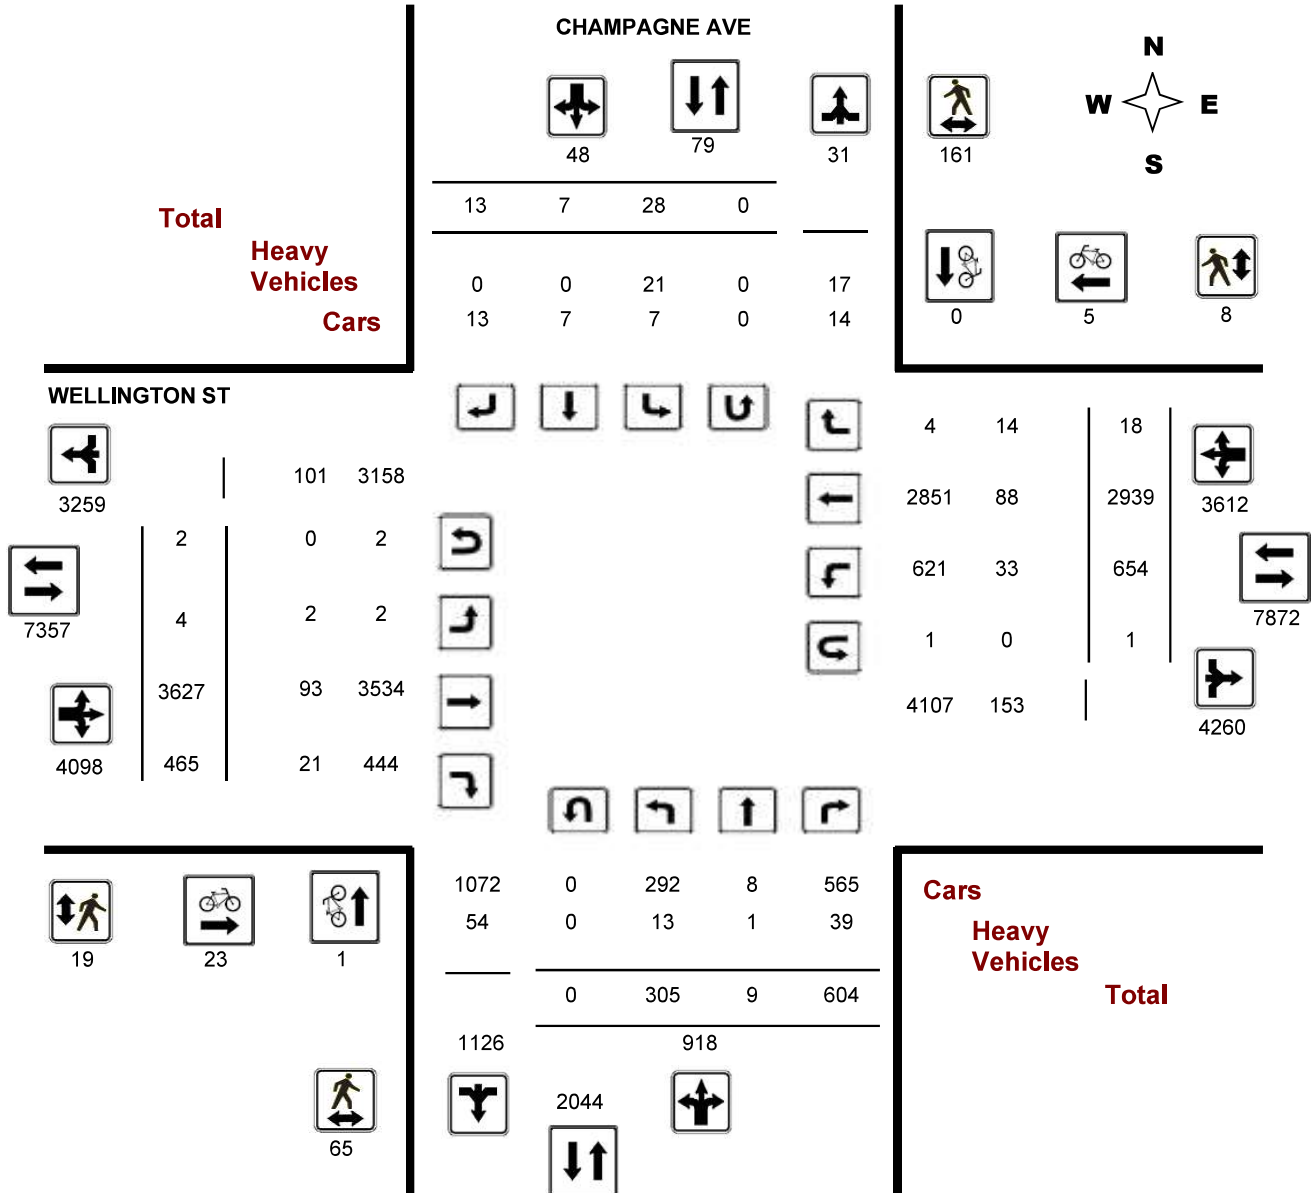 CHAMPAGNE AVE
N
W E
S
48 79 31 161
13 7 28 0
Total
Heavy
Vehicles
0 0 21 0 17
Cars
13 7 7 0 14
0 5 8
WELLINGTON ST
4 14 18
3259
101 3158
2851 88 2939
3612
2 0 2
621 33 654
7357
4 2 2
7872
1 0 1
3627 93 3534
4107 153
4260
4098
465 21 444
1072 0 292 8 565
Cars
54 0 13 1 39
Heavy
Vehicles
19 23 1
0 305 9 604
Total
1126 918
2044
65